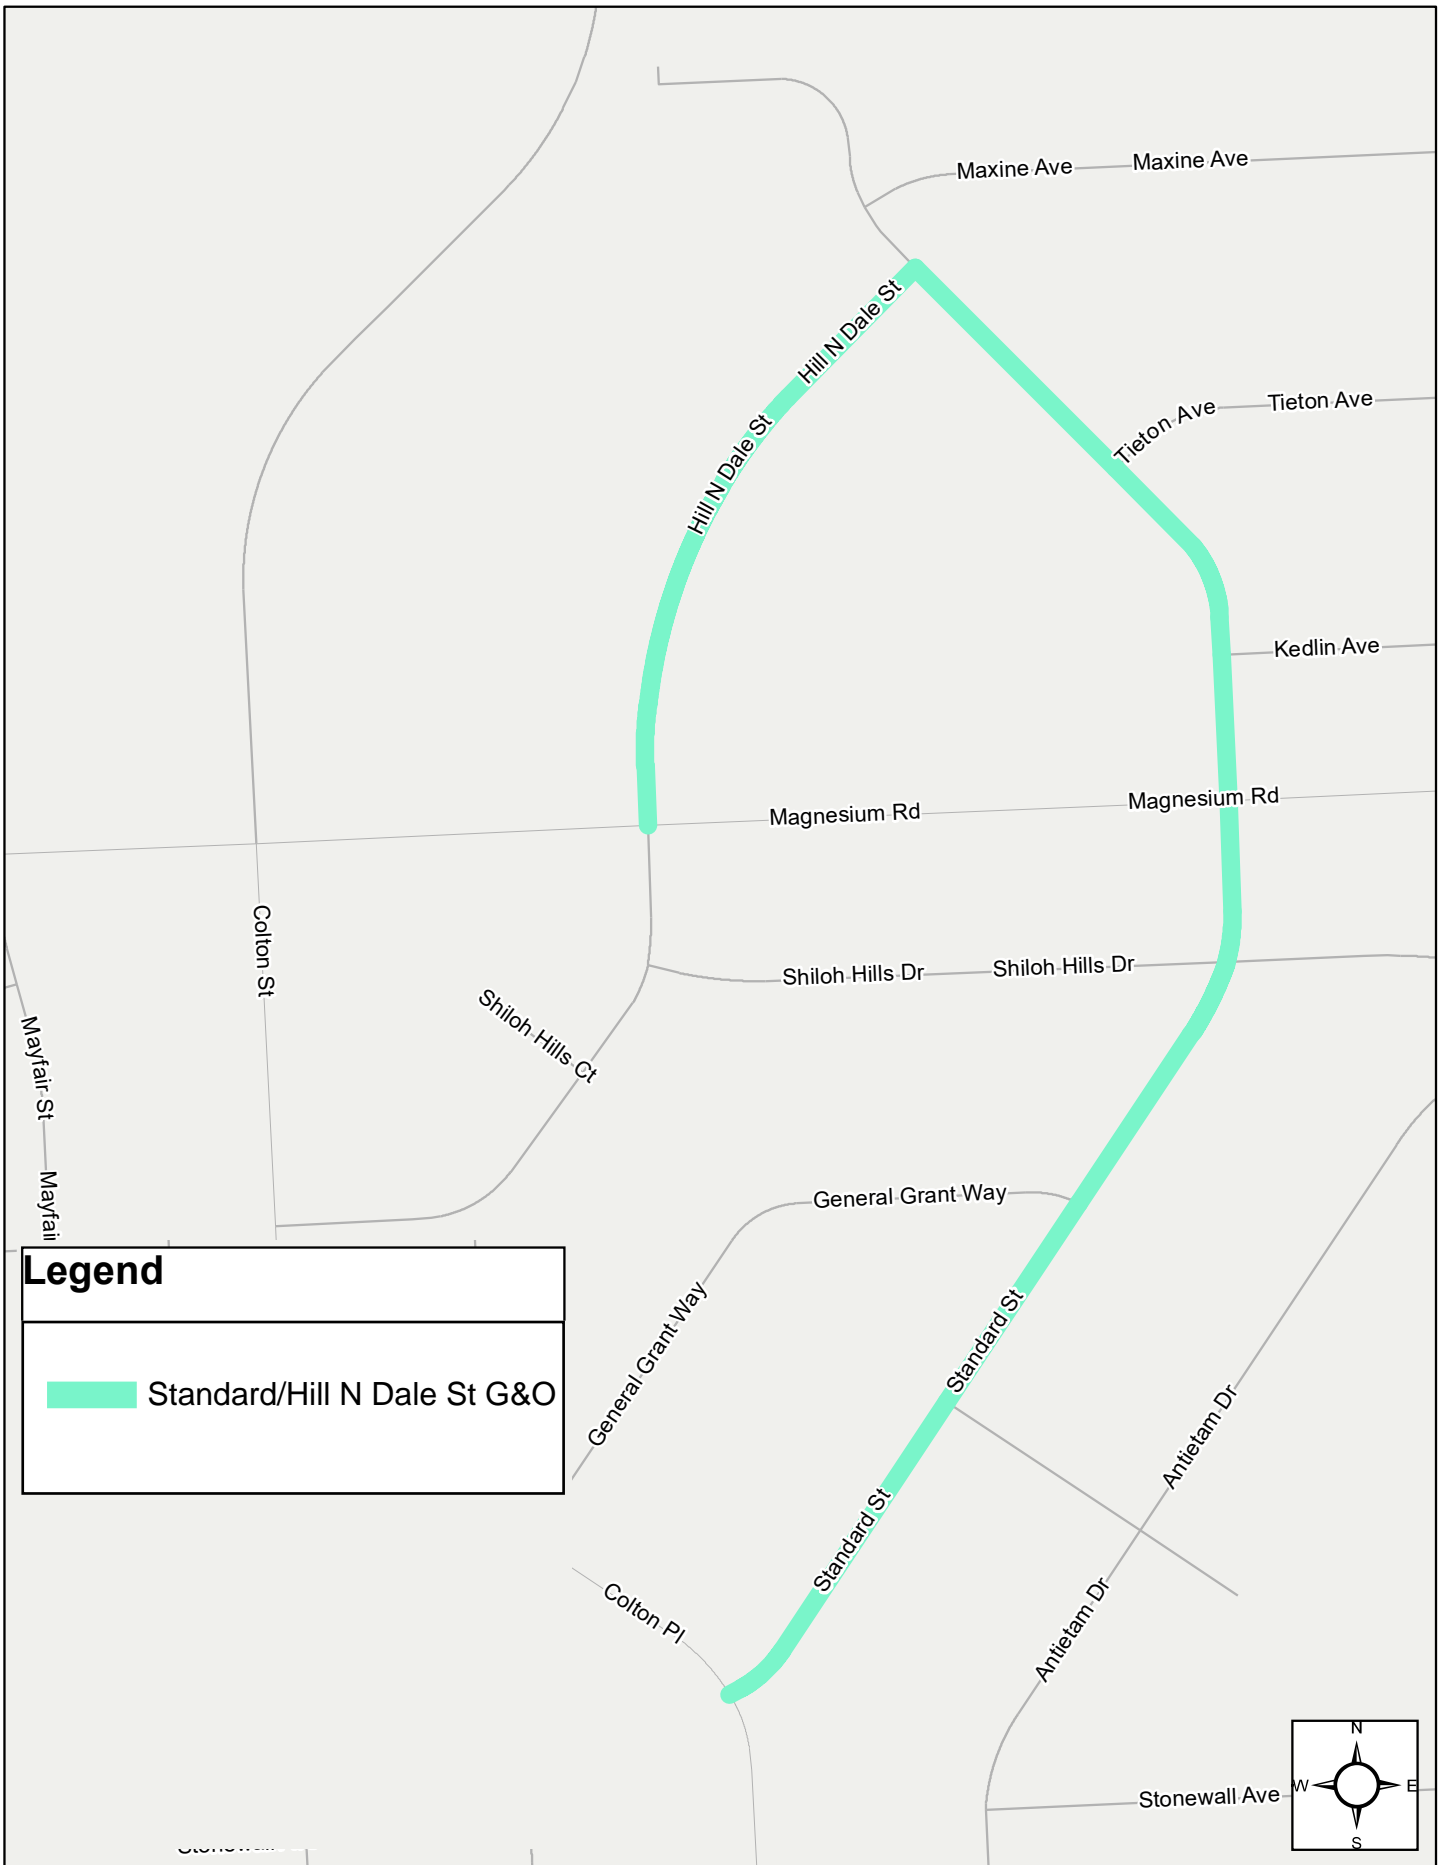 Maxine Ave
Maxine Ave
Hill N Dale St
Hill N Dale St
Tieton Ave
Tieton Ave
Kedlin Ave
Magnesium Rd
Magnesium Rd
Colton St
Shiloh Hills Dr
Shiloh Hills Dr
Shiloh Hills Ct
Mayfair St
Mayfai
General Grant Way
General Grant Way
Legend
Standard/Hill N Dale St G&O
Standard St
Standard St
Antietam Dr
Antietam Dr
Colton Pl
Stonewall Ave
N
W
E
S